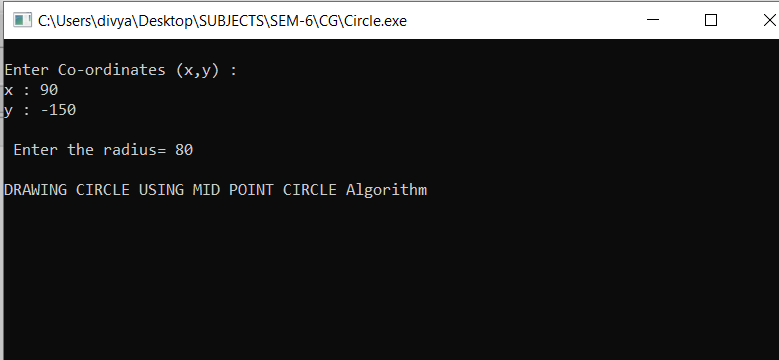 C:\Users\divya\Desktop\SUBJECTS\SEM-6\CG\Circle.exe
Enter Co-ordinates (x,y) :
x : 90
y : -150
Enter the radius= 80
DRAWING CIRCLE USING MID POINT CIRCLE Algorithm